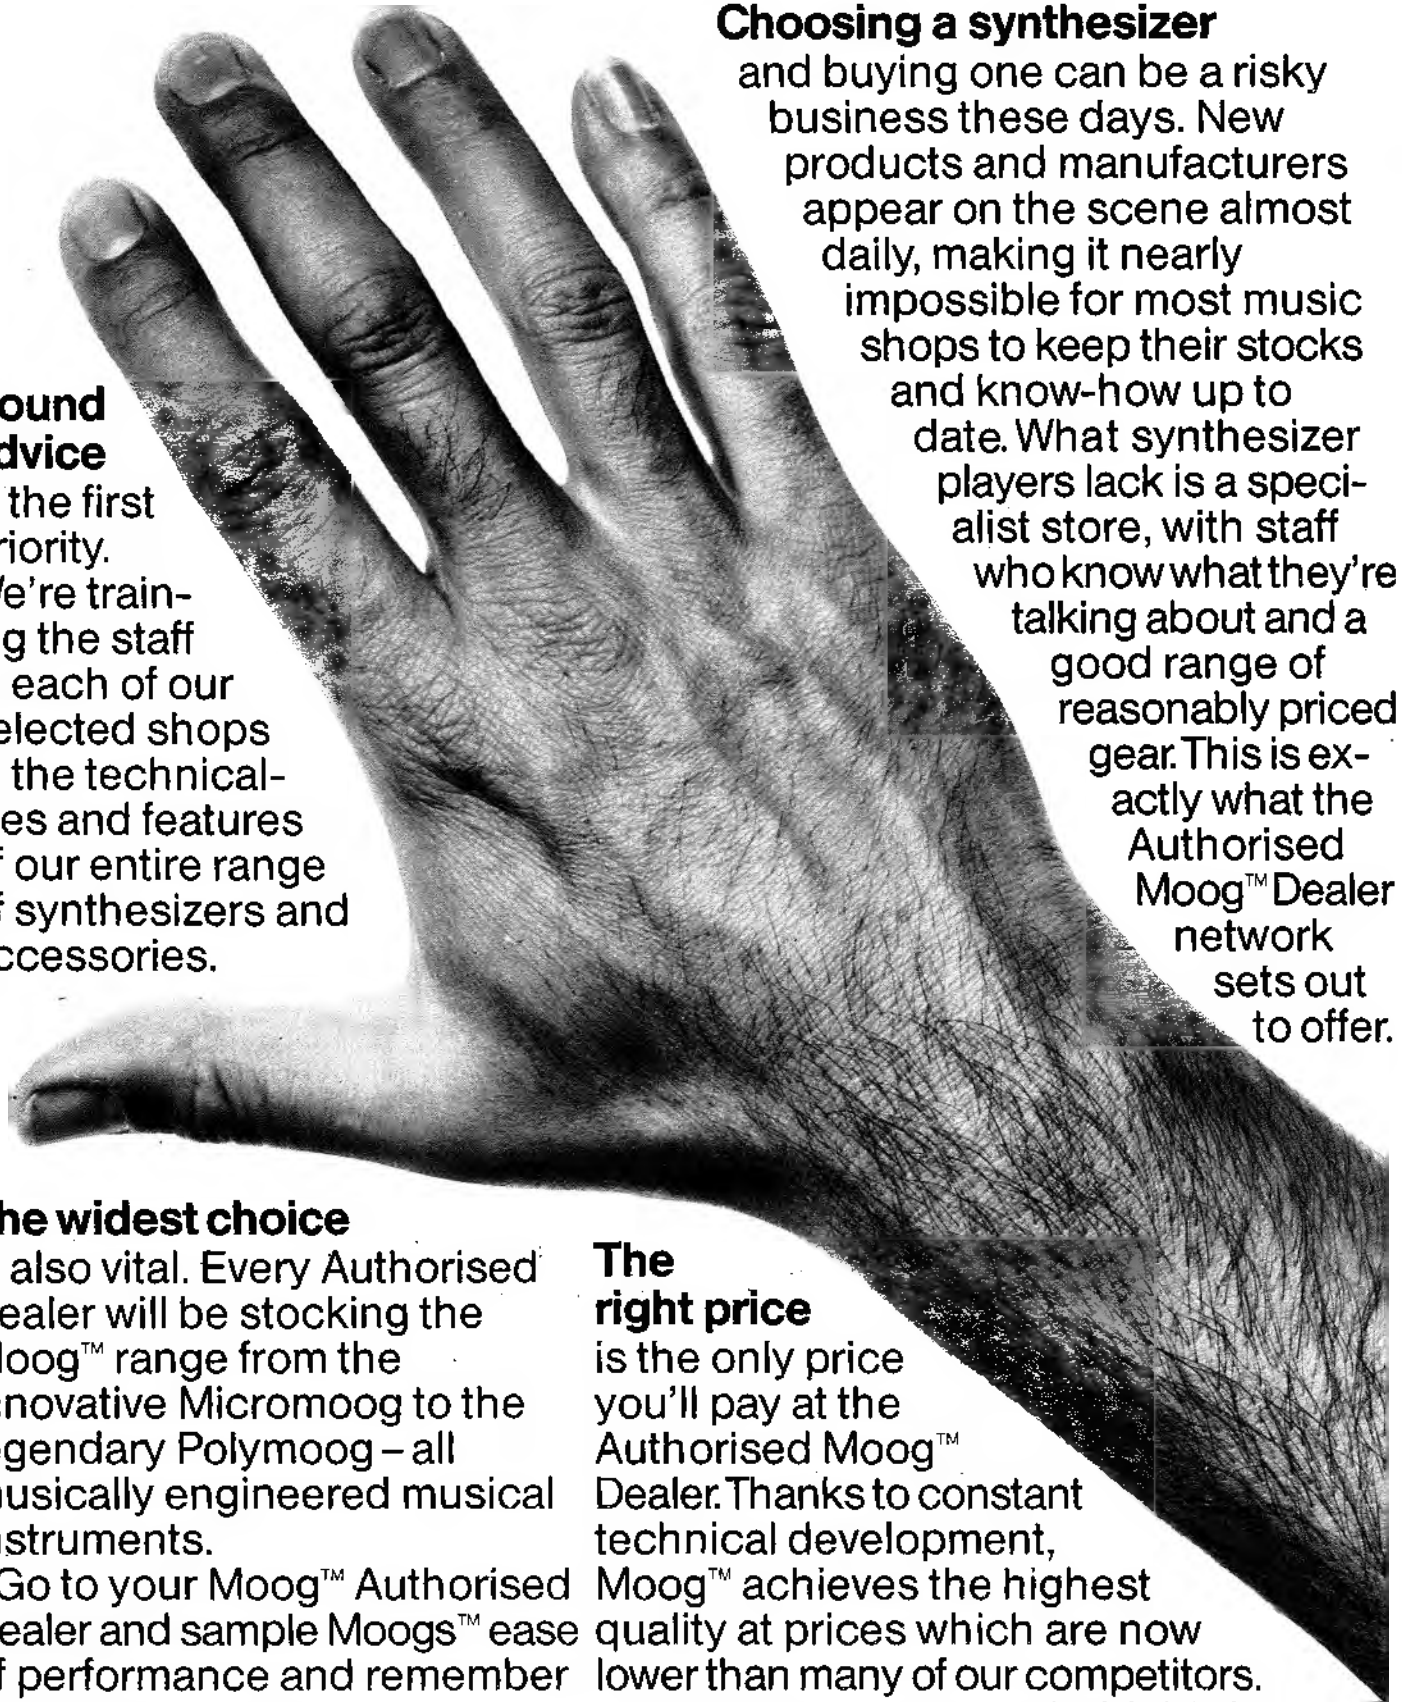 Choosing a synthesizer
and buying one can be a risky
business these days. New
products and manufacturers
appear on the scene almost
daily, making it nearly
impossible for most music
shops to keep their stocks
and know-how up to
date. What synthesizer
players lack is a speci-
alist store, with staff
who know what they're
talking about and a
good range of
reasonably priced
gear. This is ex-
actly what the
Authorised
Moog™ Dealer
network
sets out
to offer.
ound
dvice
the first
riority.
e're train-
g the staff
each of our
elected shops
the technical-
es and features
f our entire range
f synthesizers and
ccessories.
he widest choice
also vital. Every Authorised
ealer will be stocking the
oog™ range from the
novative Micromoog to the
gendary Polymoog – all
usically engineered musical
struments.
Go to your Moog™ Authorised
ealer and sample Moogs™ ease
f performance and remember
The
right price
is the only price
you'll pay at the
Authorised Moog™
Dealer. Thanks to constant
technical development,
Moog™ achieves the highest
quality at prices which are now
lower than many of our competitors.